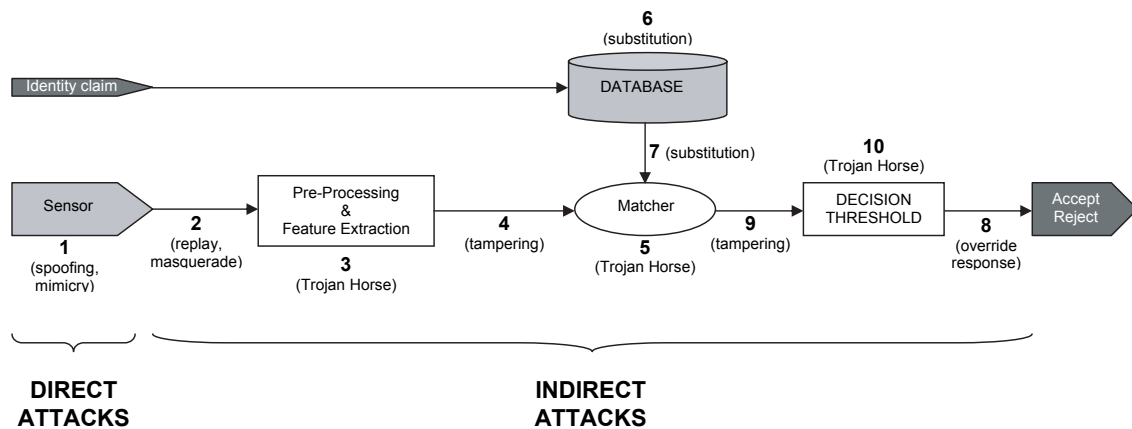 6
(substitution)
Identity claim
DATABASE
7 (substitution)
10
(Trojan Horse)
Sensor
Pre-Processing
&
Feature Extraction
Matcher
DECISION
THRESHOLD
Accept
Reject
1
(spoofing,
mimicry)
2
(replay,
masquerade)
3
(Trojan Horse)
4
(tampering)
5
(Trojan Horse)
9
(tampering)
8
(override
response)
DIRECT
ATTACKS
INDIRECT
ATTACKS